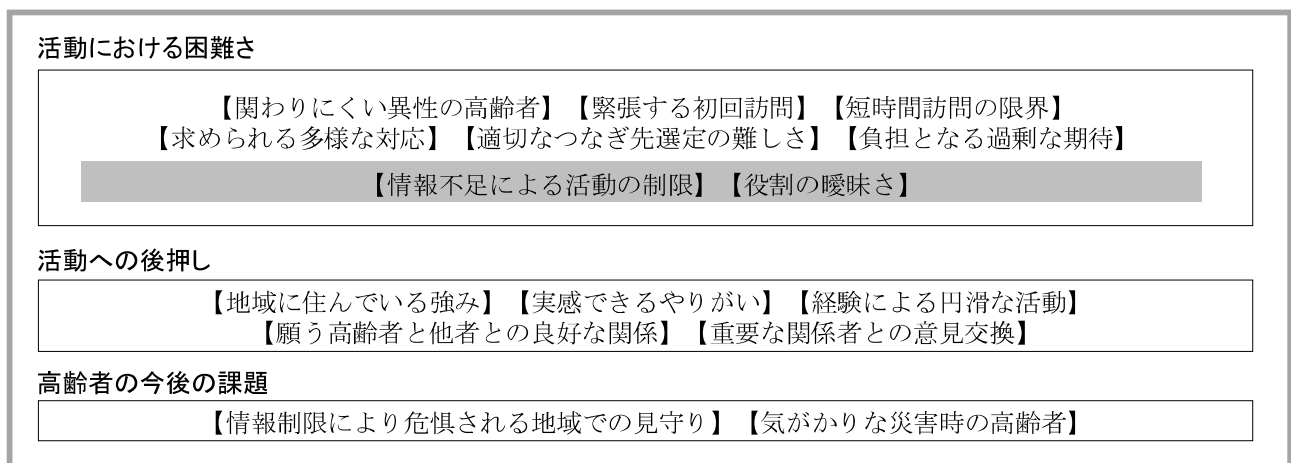 活動における困難さ
【関わりにくい異性の高齢者】【緊張する初回訪問】【短時間訪問の限界】
【求められる多様な対応】【適切なつなぎ先選定の難しさ】【負担となる過剰な期待】
【情報不足による活動の制限】【役割の曖昧さ】
活動への後押し
【地域に住んでいる強み】【実感できるやりがい】【経験による円滑な活動】
【願う高齢者と他者との良好な関係】【重要な関係者との意見交換】
高齢者の今後の課題
【情報制限により危惧される地域での見守り】【気がかりな災害時の高齢者】